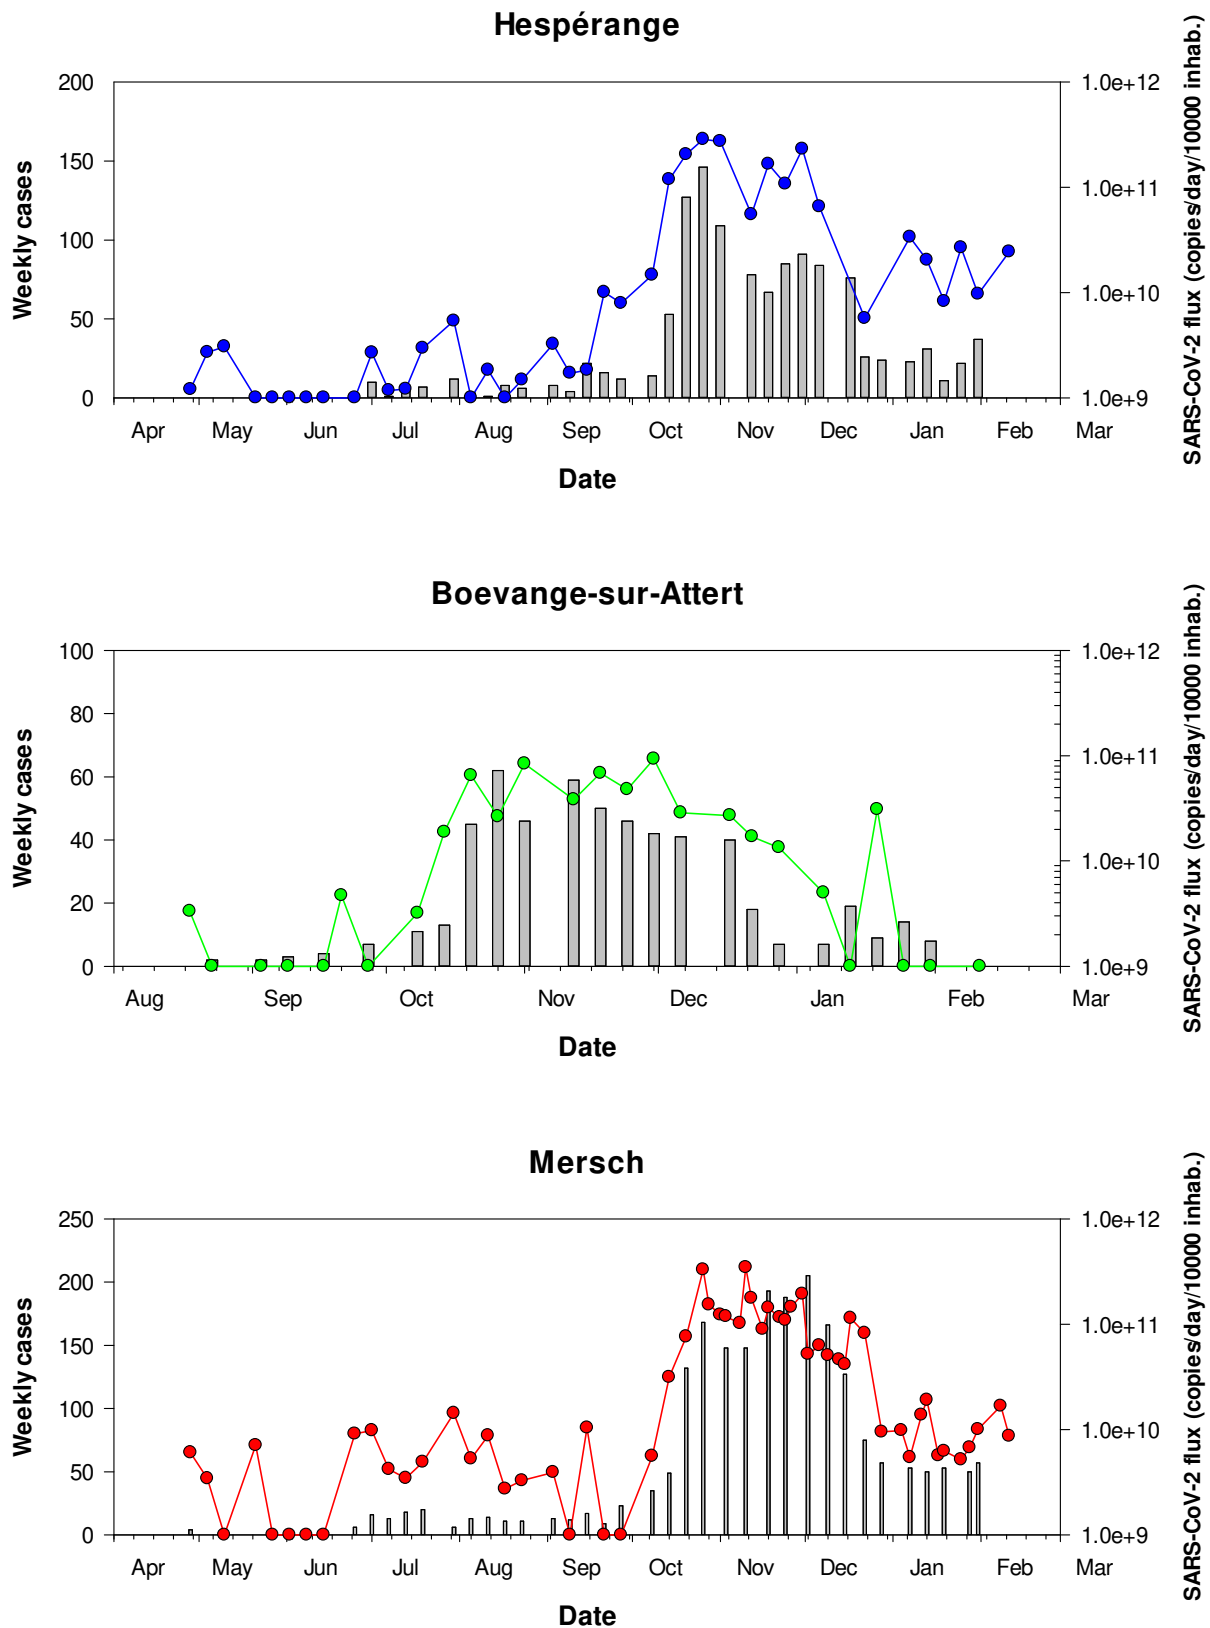 Hespérange
200
150
100
50
0
Weekly cases
1.0e+12
1.0e+11
1.0e+10
1.0e+9
SARS-CoV-2 flux (copies/day/10000 inhab.)
Apr May Jun Jul Aug Sep Oct Nov Dec Jan Feb Mar
Date
Boevange-sur-Attert
100
80
60
40
20
0
Weekly cases
1.0e+12
1.0e+11
1.0e+10
1.0e+9
SARS-CoV-2 flux (copies/day/10000 inhab.)
Aug Sep Oct Nov Dec Jan Feb Mar
Date
Mersch
250
200
150
100
50
0
Weekly cases
1.0e+12
1.0e+11
1.0e+10
1.0e+9
SARS-CoV-2 flux (copies/day/10000 inhab.)
Apr May Jun Jul Aug Sep Oct Nov Dec Jan Feb Mar
Date